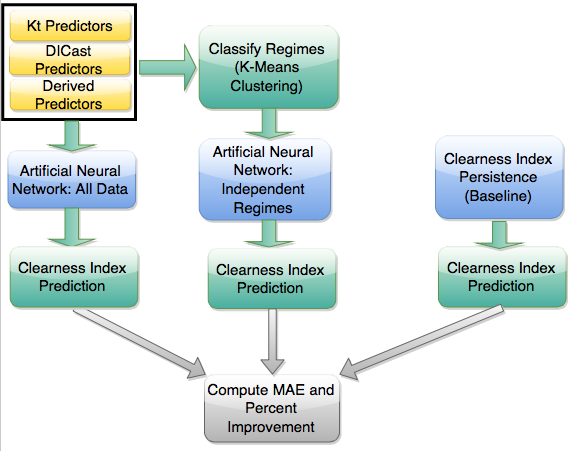 Kt Predictors
DICast
Predictors
Derived
Predictors
Classify Regimes
(K-Means
Clustering)
Artificial Neural
Network: All Data
Artificial Neural
Network:
Independent
Regimes
Clearness Index
Persistence
(Baseline)
Clearness Index
Prediction
Clearness Index
Prediction
Clearness Index
Prediction
Compute MAE and
Percent
Improvement